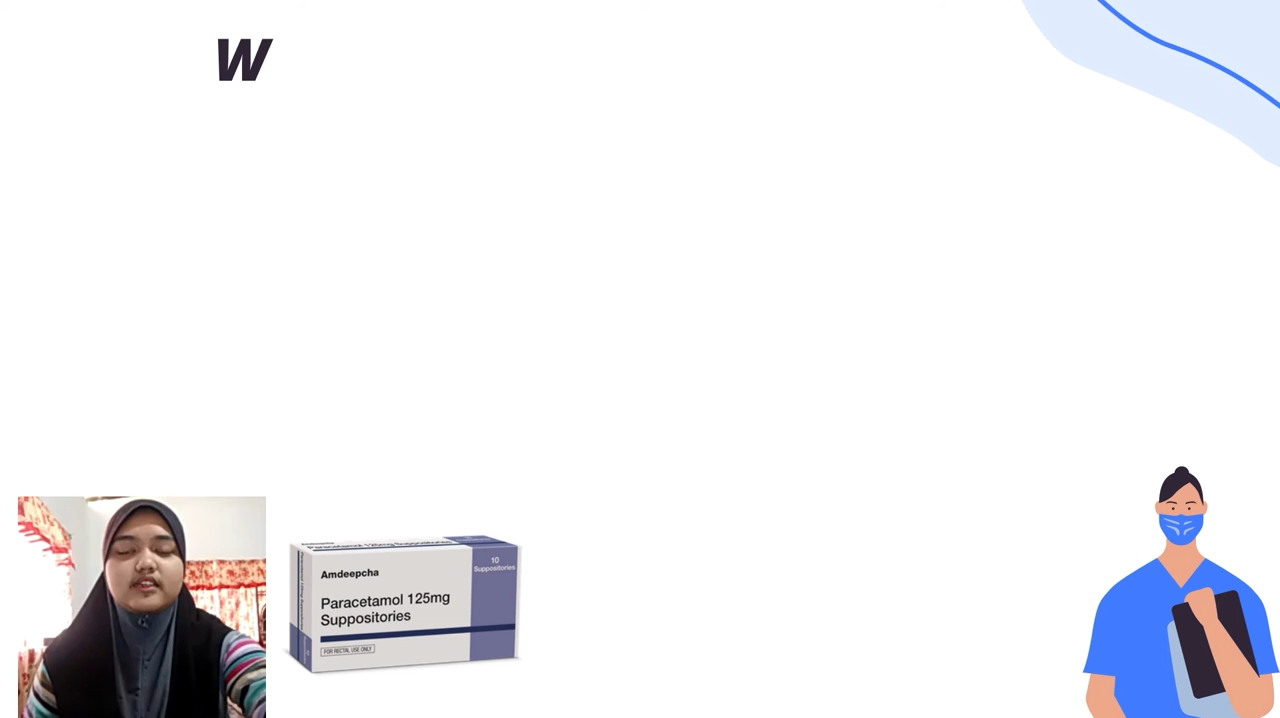 W
10
Suppositories
Amdeepcha
Paracetamol 125mg
Suppositories
FOR RECTAL USE ONLY